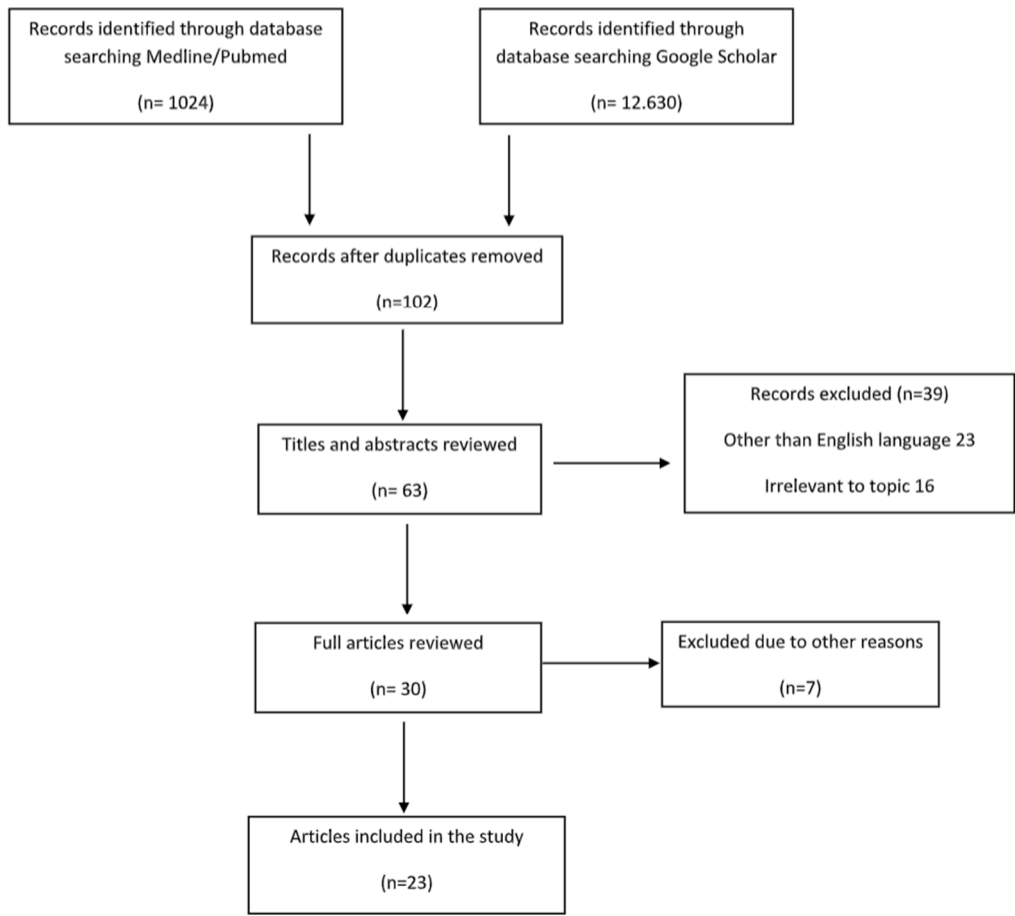 Records identified through database
searching Medline/Pubmed
(n= 1024)
Records identified through
database searching Google Scholar
(n= 12.630)
Records after duplicates removed
(n=102)
Titles and abstracts reviewed
(n= 63)
Records excluded (n=39)
Other than English language 23
Irrelevant to topic 16
Full articles reviewed
(n= 30)
Excluded due to other reasons
(n=7)
Articles included in the study
(n=23)